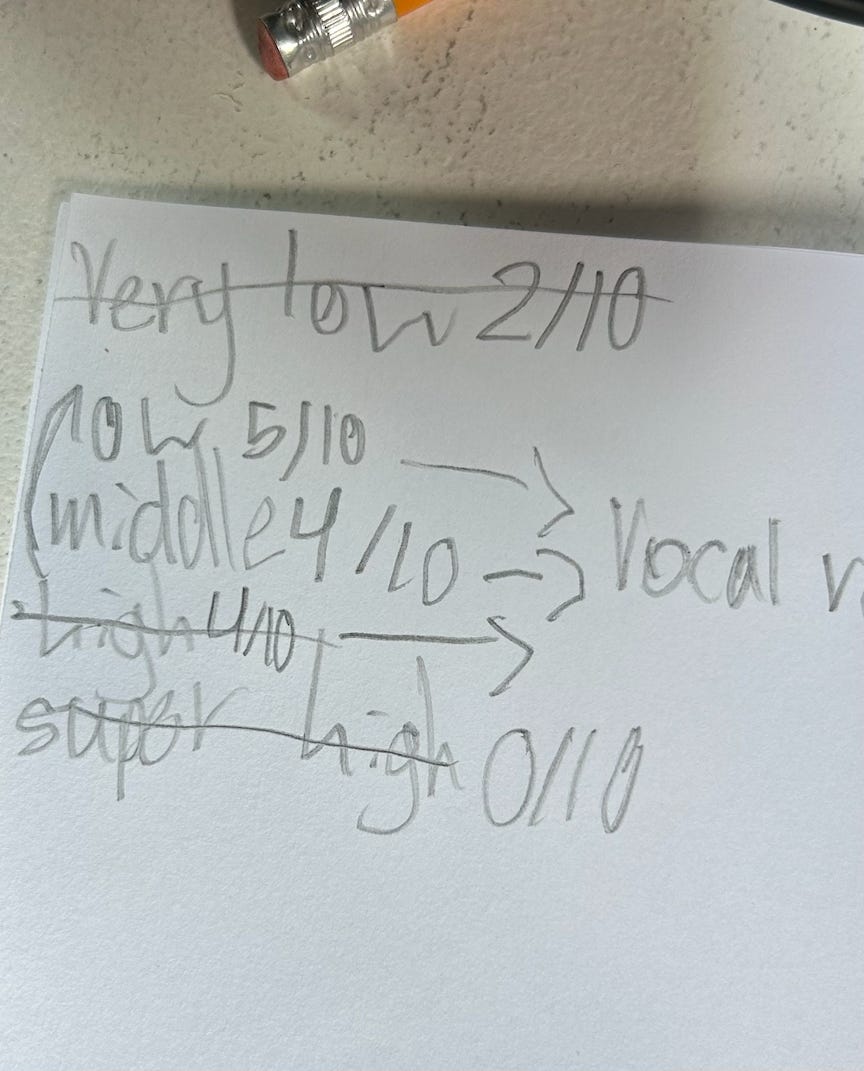 Very low 2/10
low 5/10
(middle 4/10 → Vocal
high 4/10 →
super high 0/10